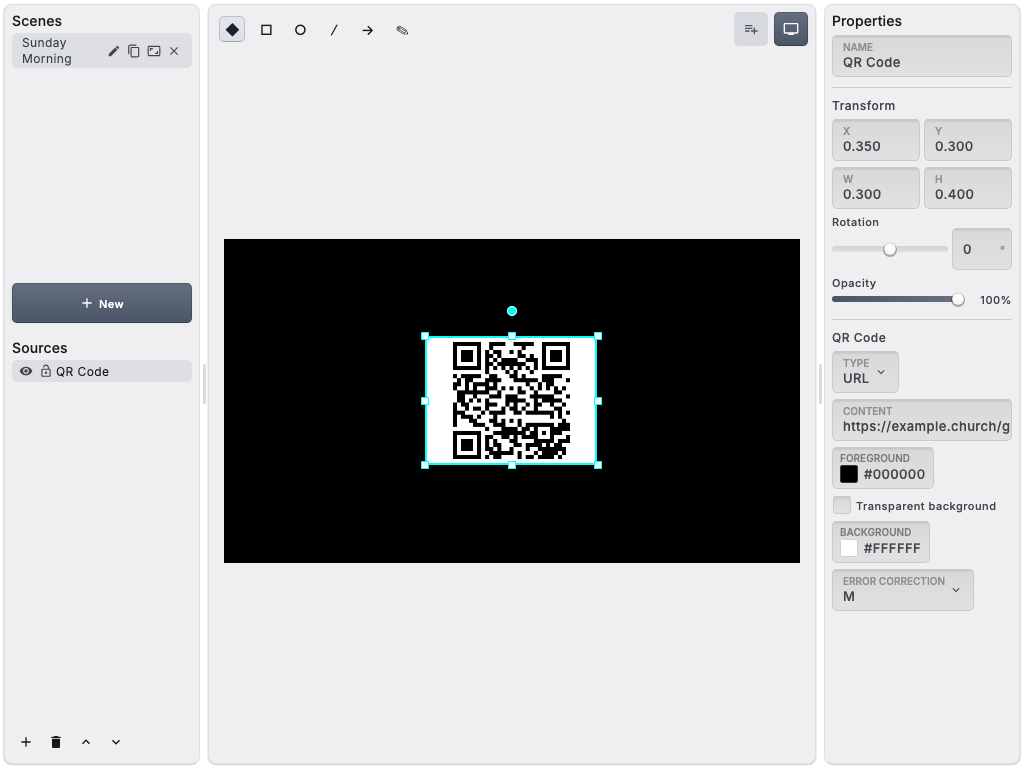 Scenes
Sunday
Morning
New
Sources
QR Code
Properties
NAME
QR Code
Transform
X
0.350
Y
0.300
W
0.300
H
0.400
Rotation
0 °
Opacity
100%
QR Code
TYPE
URL
CONTENT
https://example.church/g
FOREGROUND
#000000
Transparent background
BACKGROUND
#FFFFFF
ERROR CORRECTION
M